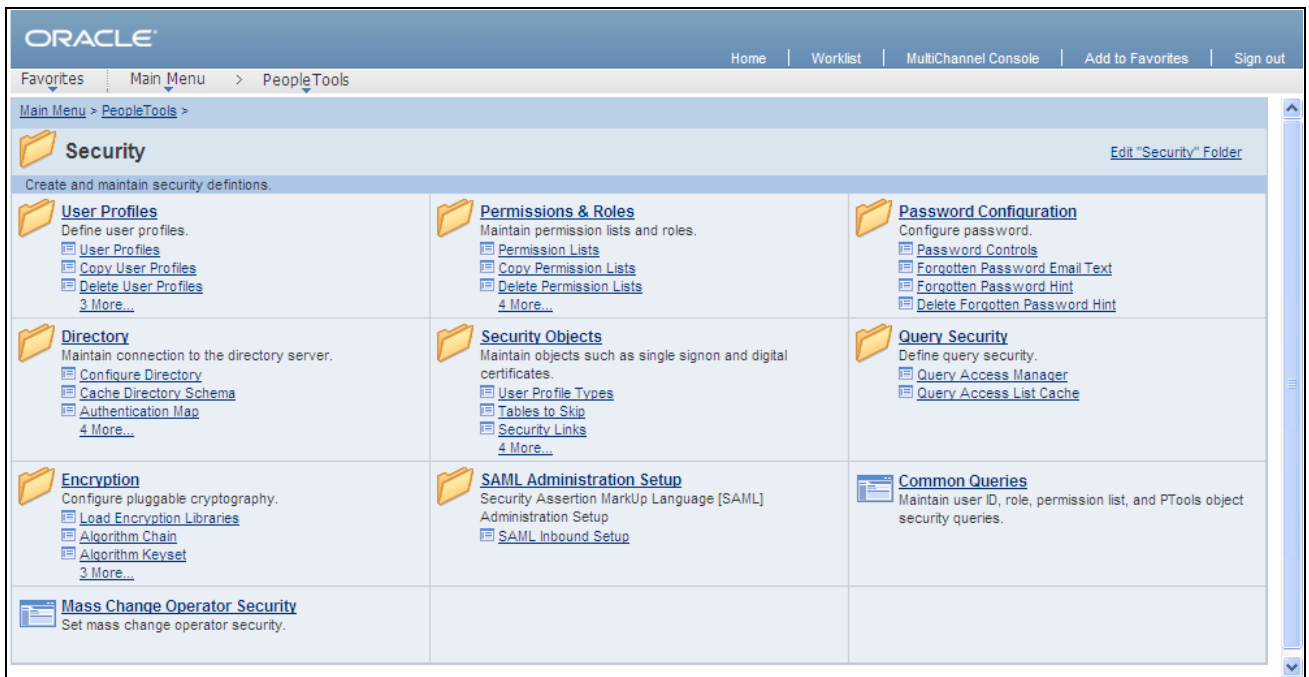 ORACLE
Home | Worklist | MultiChannel Console | Add to Favorites | Sign out
Favorites Main Menu > PeopleTools
Main Menu > PeopleTools >
Security
Edit "Security" Folder
Create and maintain security defintions.
User Profiles
Define user profiles.
User Profiles
Copy User Profiles
Delete User Profiles
3 More...
Permissions & Roles
Maintain permission lists and roles.
Permission Lists
Copy Permission Lists
Delete Permission Lists
4 More...
Password Configuration
Configure password.
Password Controls
Forgotten Password Email Text
Forgotten Password Hint
Delete Forgotten Password Hint
Directory
Maintain connection to the directory server.
Configure Directory
Cache Directory Schema
Authentication Map
4 More...
Security Objects
Maintain objects such as single signon and digital
certificates.
User Profile Types
Tables to Skip
Security Links
4 More...
Query Security
Define query security.
Query Access Manager
Query Access List Cache
Encryption
Configure pluggable cryptography.
Load Encryption Libraries
Algorithm Chain
Algorithm Keyset
3 More...
SAML Administration Setup
Security Assertion MarkUp Language [SAML]
Administration Setup
SAML Inbound Setup
Common Queries
Maintain user ID, role, permission list, and PTools object
security queries.
Mass Change Operator Security
Set mass change operator security.